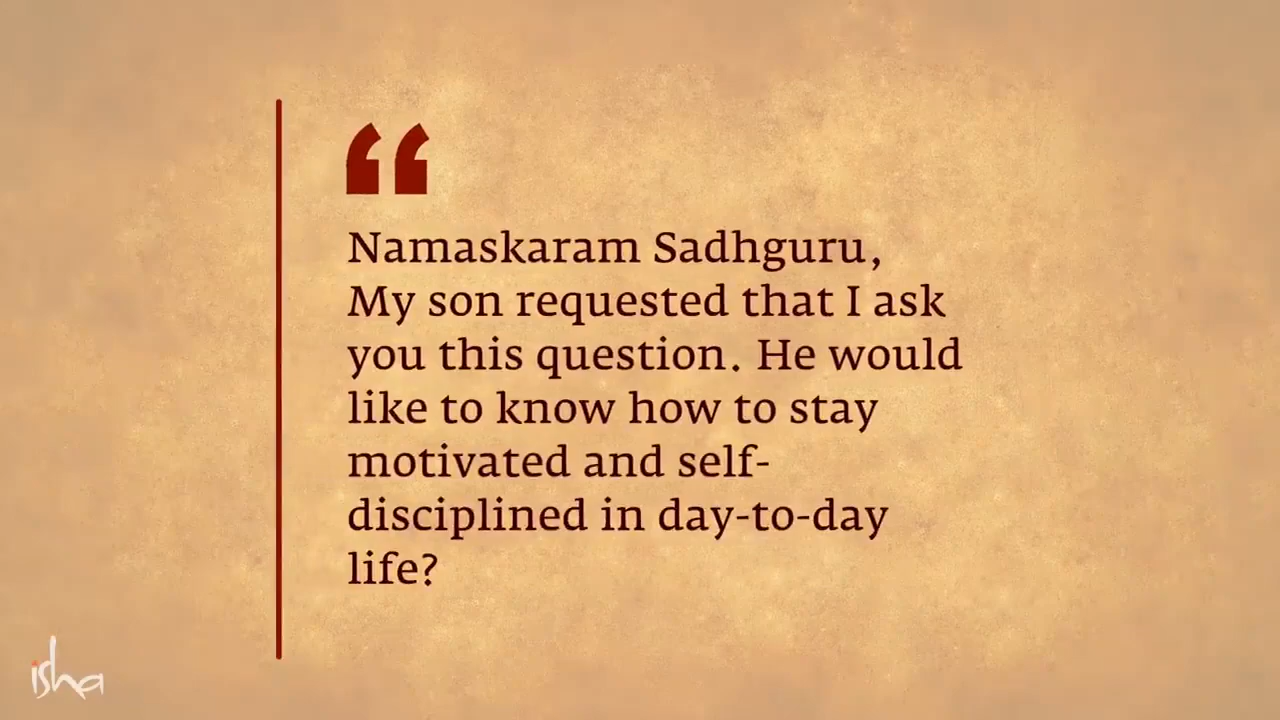 “
Namaskaram Sadhguru,
My son requested that I ask
you this question. He would
like to know how to stay
motivated and self-
disciplined in day-to-day
life?
isha